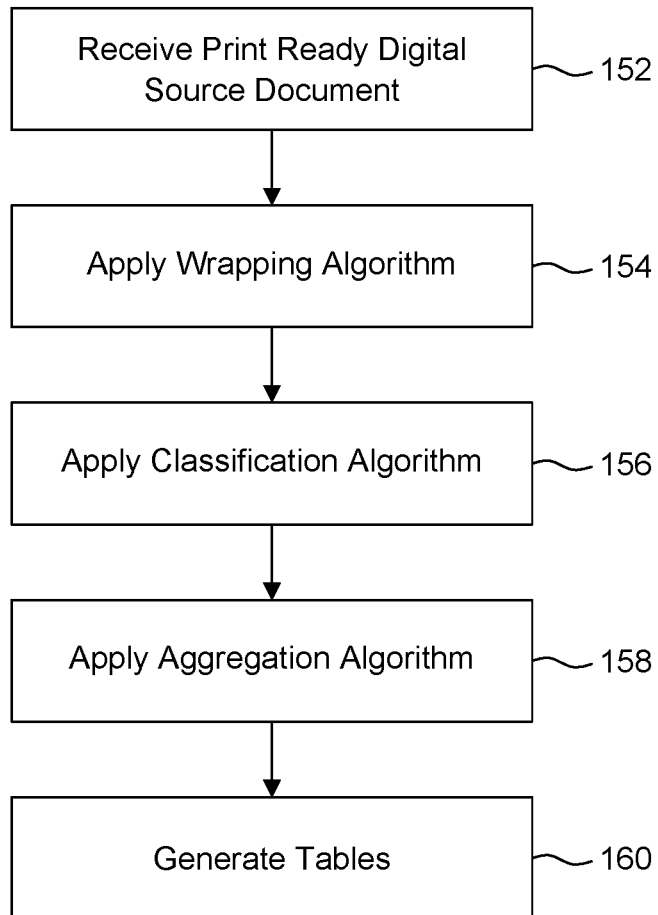 Receive Print Ready Digital
Source Document
152
Apply Wrapping Algorithm
154
Apply Classification Algorithm
156
Apply Aggregation Algorithm
158
Generate Tables
160